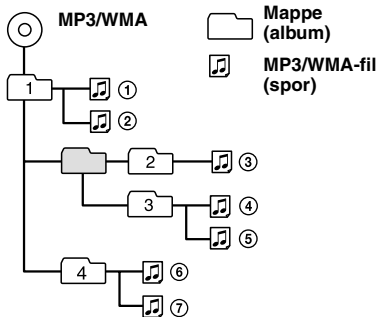 MP3/WMA
Mappe
(album)
MP3/WMA-fil
(spor)
1
①
②
2
③
3
④
⑤
4
⑥
⑦